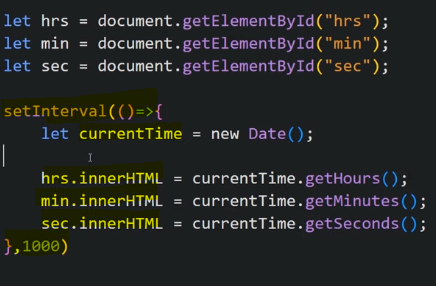 let hrs = document.getElementById("hrs");
let min = document.getElementById("min");
let sec = document.getElementById("sec");
setInterval(()=>{
    let currentTime = new Date();
    hrs.innerHTML = currentTime.getHours();
    min.innerHTML = currentTime.getMinutes();
    sec.innerHTML = currentTime.getSeconds();
},1000)